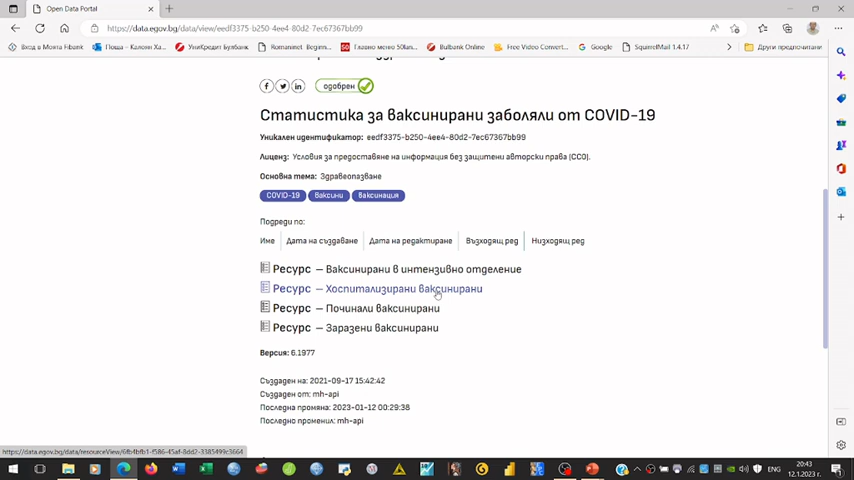 Open Data Portal
https://data.egov.bg/data/view/eedf3375-b250-4ee4-80d2-7ec67367bb99
Вход в Моята Fibank
Поща - Калоян Ха...
УниКредит Булбанк
Romaninet Begin...
Главно меню 50lan...
Bulbank Online
Free Video Convert...
Google
SquirrelMail 1.4.17
Други предпочитани
одобрен
Статистика за ваксинирани заболяли от COVID-19
Уникален идентификатор: eedf3375-b250-4ee4-80d2-7ec67367bb99
Лиценз: Условия за предоставяне на информация без защитени авторски права (CC0).
Основна тема: Здравеопазване
COVID-19 ваксини ваксинация
Подреди по:
Име Дата на създаване Дата на редактиране Възходящ ред Низходящ ред
Ресурс – Ваксинирани в интензивно отделение
Ресурс – Хоспитализирани ваксинирани
Ресурс – Починали ваксинирани
Ресурс – Заразени ваксинирани
Версия: 6.1977
Създаден на: 2021-09-17 15:42:42
Създаден от: mh-api
Последна промяна: 2023-01-12 00:29:38
Последно променил: mh-api
https://data.egov.bg/data/resourceView/6fb4bfb1-f586-45af-8dd2-3385499c3664
ENG
20:43
12.1.2023 г.